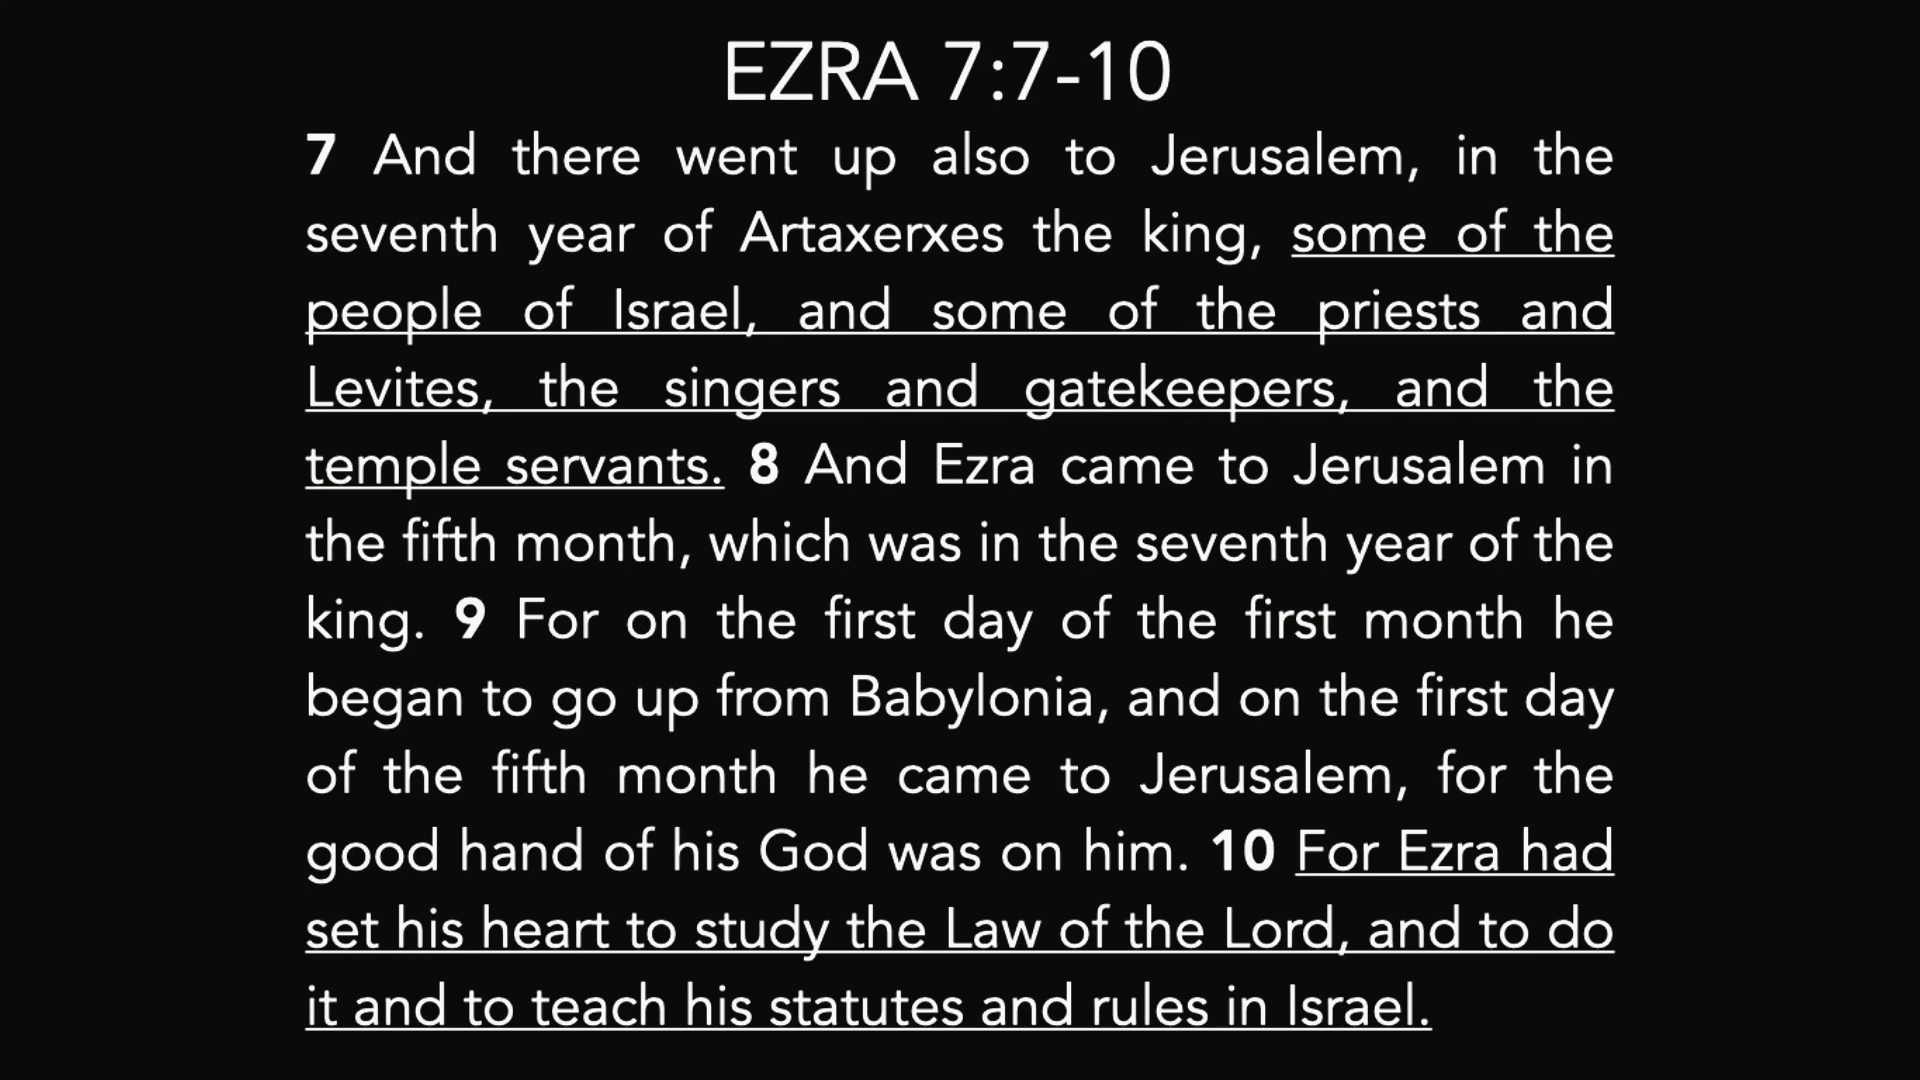 EZRA 7:7-10
7 And there went up also to Jerusalem, in the
seventh year of Artaxerxes the king, some of the
people of Israel, and some of the priests and
Levites, the singers and gatekeepers, and the
temple servants. 8 And Ezra came to Jerusalem in
the fifth month, which was in the seventh year of the
king. 9 For on the first day of the first month he
began to go up from Babylonia, and on the first day
of the fifth month he came to Jerusalem, for the
good hand of his God was on him. 10 For Ezra had
set his heart to study the Law of the Lord, and to do
it and to teach his statutes and rules in Israel.